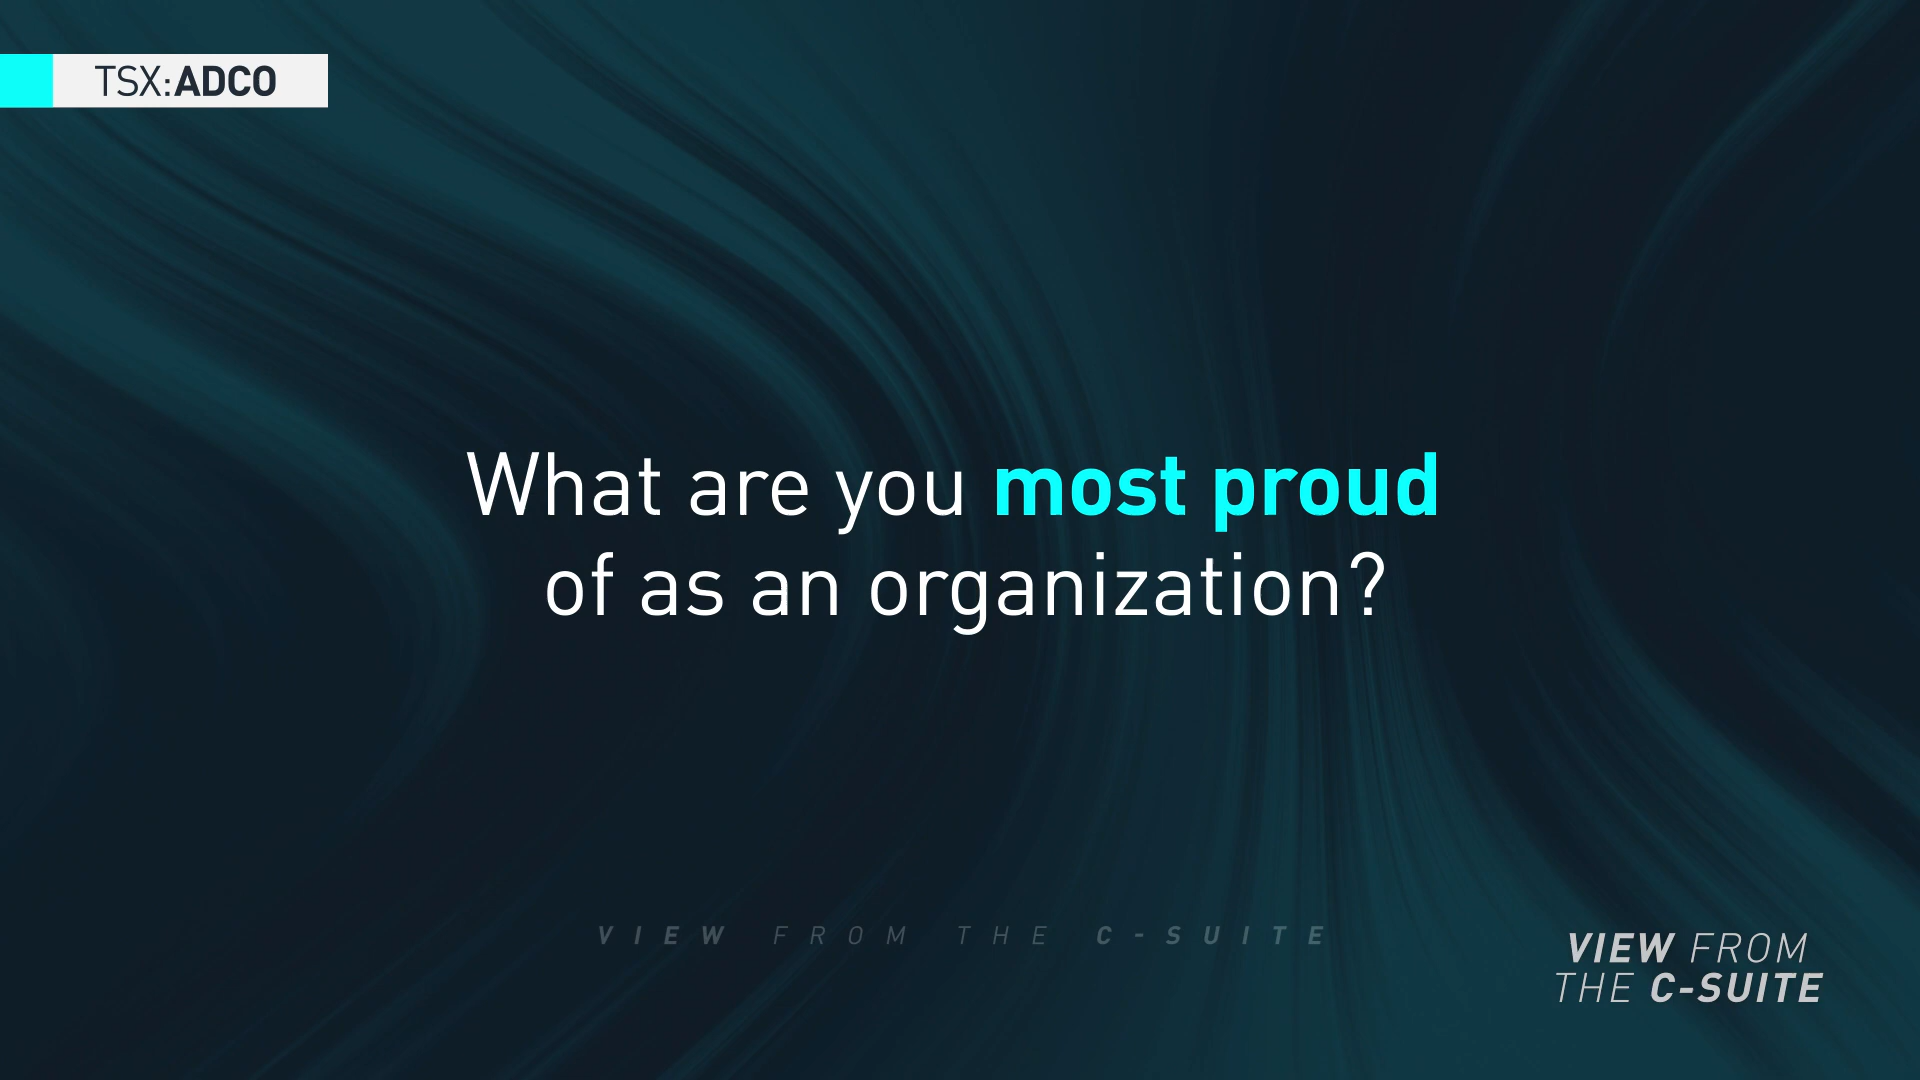 TSX:ADCO
What are you most proud
of as an organization?
VIEW FROM THE C-SUITE
VIEW FROM
THE C-SUITE